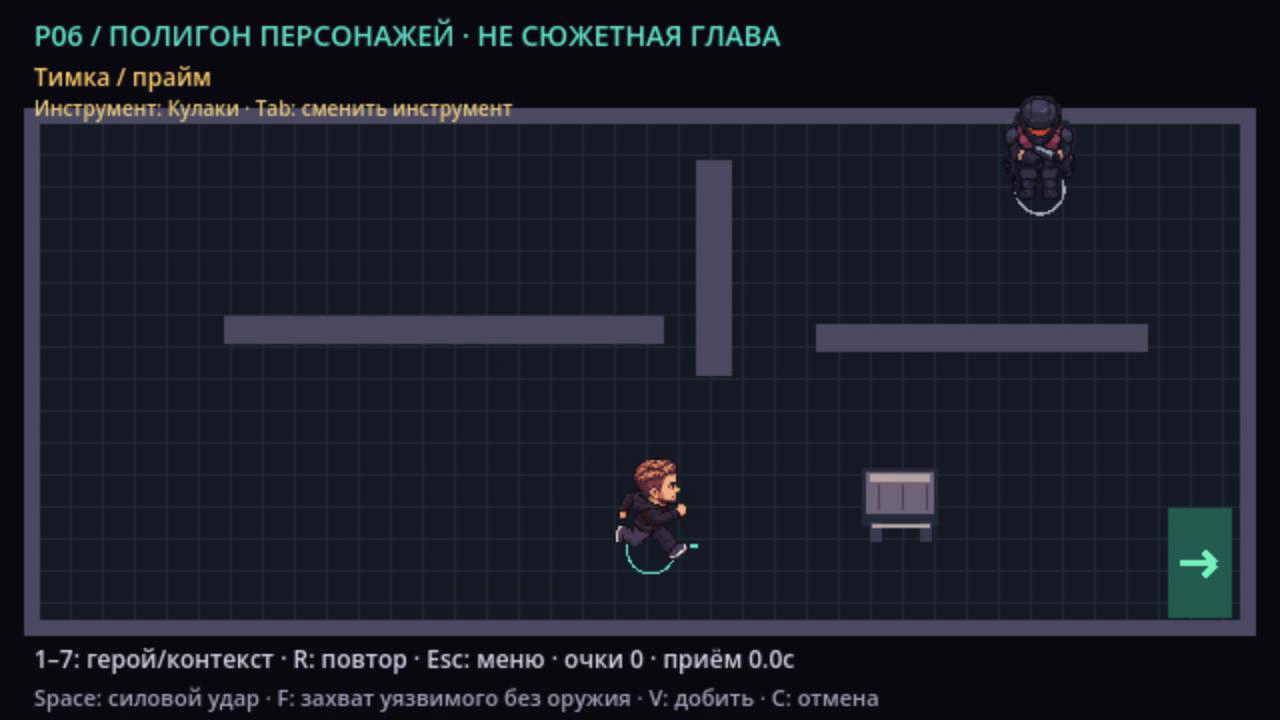 P06 / ПОЛИГОН ПЕРСОНАЖЕЙ · НЕ СЮЖЕТНАЯ ГЛАВА
Тимка / прайм
Инструмент: Кулаки · Tab: сменить инструмент
1–7: герой/контекст · R: повтор · Esc: меню · очки 0 · приём 0.0с
Space: силовой удар · F: захват уязвимого без оружия · V: добить · C: отмена